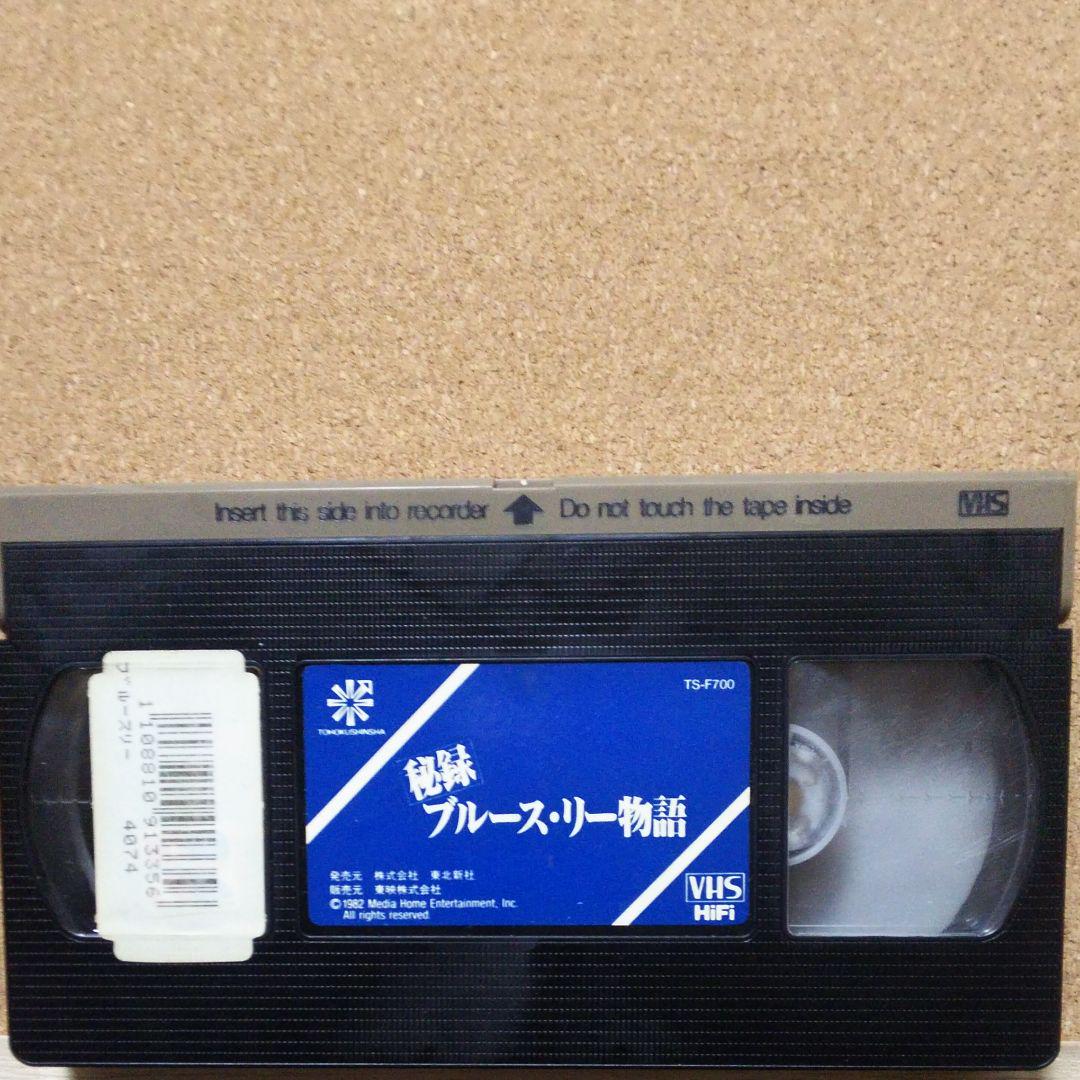 Insert this side into recorder Do not touch the tape inside VHS
ブルースリー
1 108810 913356
4074
TOHOKUSHINSHA
TS-F700
秘録
ブルース・リー物語
発売元 株式会社 東北新社
販売元 東映株式会社
©1982 Media Home Entertainment, Inc.
All rights reserved.
VHS
HiFi